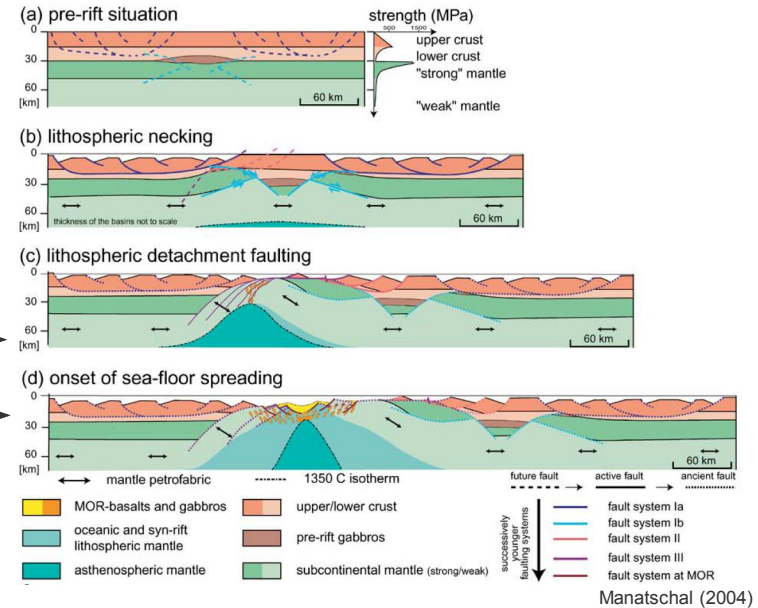 (a) pre-rift situation
strength (MPa)
500 1500
0
30
60
[km]
upper crust
lower crust
"strong" mantle
"weak" mantle
60 km
(b) lithospheric necking
0
30
60
[km]
thickness of the basins not to scale
60 km
(c) lithospheric detachment faulting
0
30
60
[km]
60 km
(d) onset of sea-floor spreading
0
30
60
[km]
60 km
mantle petrofabric
1350 C isotherm
future fault
active fault
ancient fault
MOR-basalts and gabbros
oceanic and syn-rift
lithospheric mantle
asthenospheric mantle
upper/lower crust
pre-rift gabbros
subcontinental mantle (strong/weak)
successively
younger
faulting systems
fault system Ia
fault system Ib
fault system II
fault system III
fault system at MOR
Manatschal (2004)